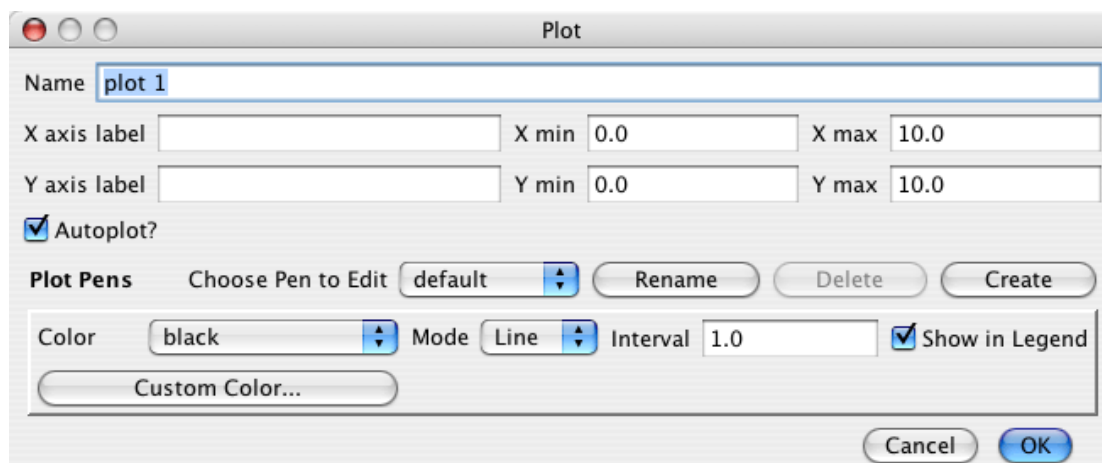 Plot
Name plot 1
X axis label X min 0.0 X max 10.0
Y axis label Y min 0.0 Y max 10.0
Autoplot?
Plot Pens Choose Pen to Edit default Rename Delete Create
Color black Mode Line Interval 1.0 Show in Legend
Custom Color...
Cancel OK